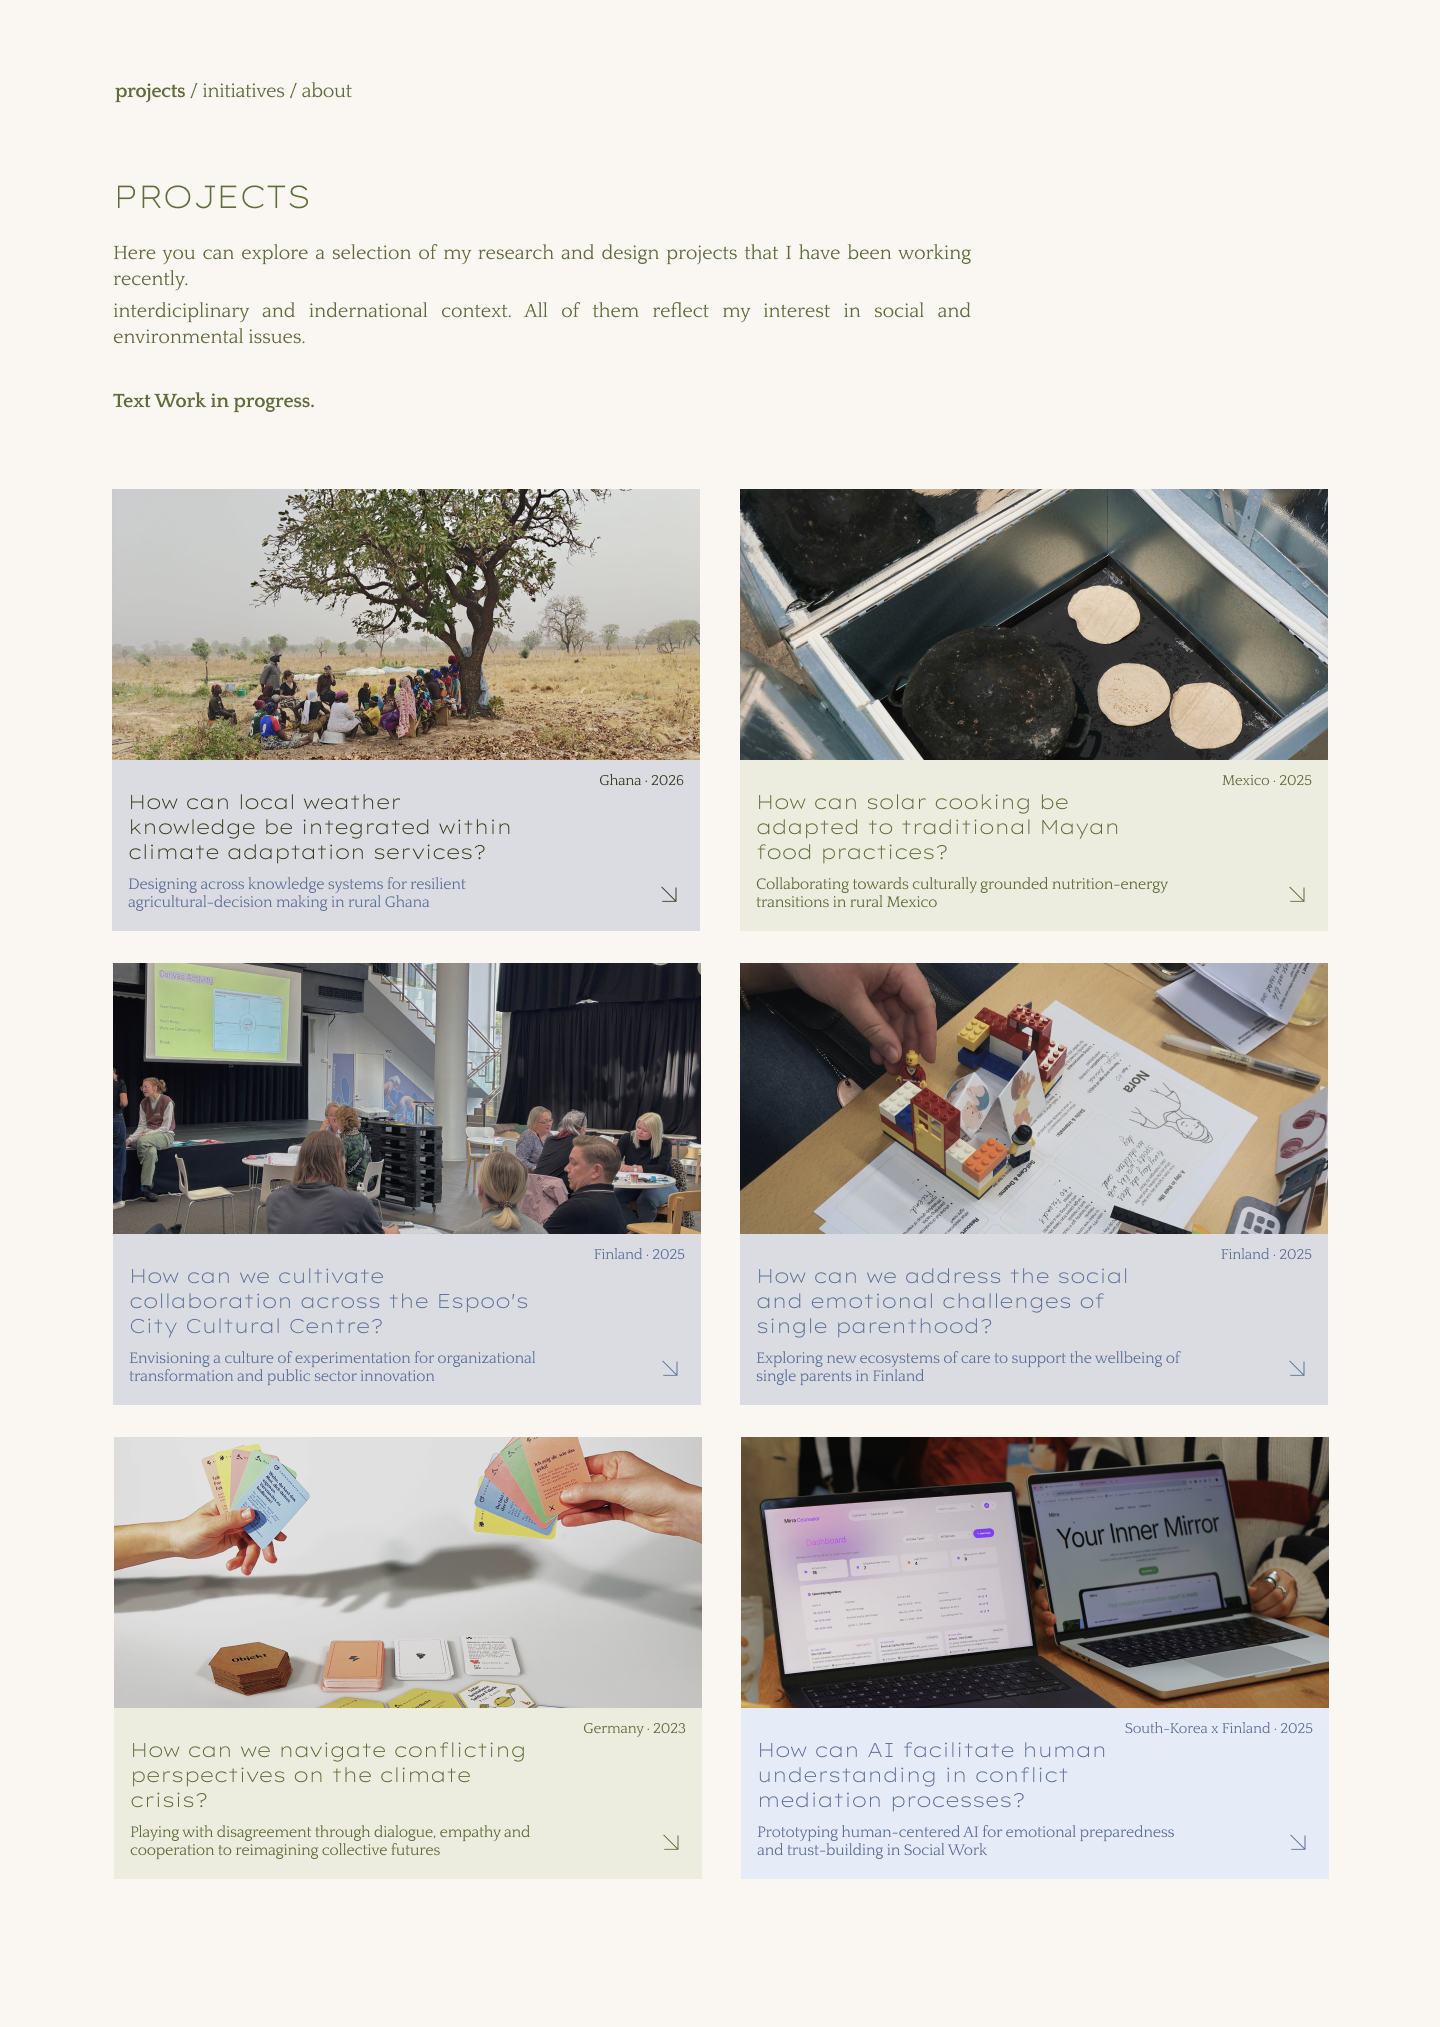 projects / initiatives / about
PROJECTS
Here you can explore a selection of my research and design projects that I have been working
recently.
interdiciplinary and indernational context. All of them reflect my interest in social and
environmental issues.
Text Work in progress.
Ghana · 2026
How can local weather
knowledge be integrated within
climate adaptation services?
Designing across knowledge systems for resilient
agricultural-decision making in rural Ghana
Mexico · 2025
How can solar cooking be
adapted to traditional Mayan
food practices?
Collaborating towards culturally grounded nutrition-energy
transitions in rural Mexico
Canvas Activity
Finland · 2025
How can we cultivate
collaboration across the Espoo's
City Cultural Centre?
Envisioning a culture of experimentation for organizational
transformation and public sector innovation
Nora
Finland · 2025
How can we address the social
and emotional challenges of
single parenthood?
Exploring new ecosystems of care to support the wellbeing of
single parents in Finland
Objekt
Germany · 2023
How can we navigate conflicting
perspectives on the climate
crisis?
Playing with disagreement through dialogue, empathy and
cooperation to reimagining collective futures
Mirra Counselor
Dashboard
Mirra
Your Inner Mirror
South-Korea x Finland · 2025
How can AI facilitate human
understanding in conflict
mediation processes?
Prototyping human-centered AI for emotional preparedness
and trust-building in Social Work